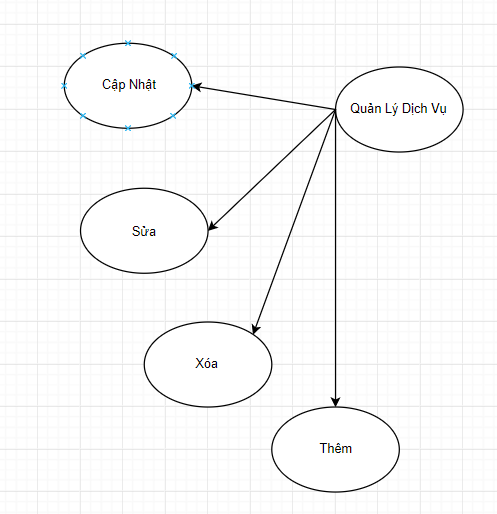 Cập Nhật
Quản Lý Dịch Vụ
Sửa
Xóa
Thêm